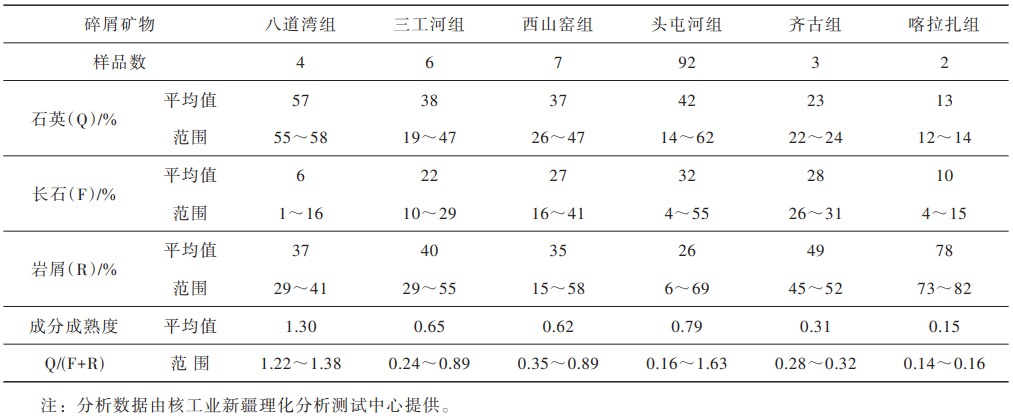 碎屑矿物 八道湾组 三工河组 西山窑组 头屯河组 齐古组 喀拉扎组
样品数 4 6 7 92 3 2
石英(Q)/% 平均值 57 38 37 42 23 13
范围 55～58 19～47 26～47 14～62 22～24 12～14
长石(F)/% 平均值 6 22 27 32 28 10
范围 1～16 10～29 16～41 4～55 26～31 4～15
岩屑(R)/% 平均值 37 40 35 26 49 78
范围 29～41 29～55 15～58 6～69 45～52 73～82
成分成熟度 平均值 1.30 0.65 0.62 0.79 0.31 0.15
Q/(F+R) 范 围 1.22～1.38 0.24～0.89 0.35～0.89 0.16～1.63 0.28～0.32 0.14～0.16
注：分析数据由核工业新疆理化分析测试中心提供。